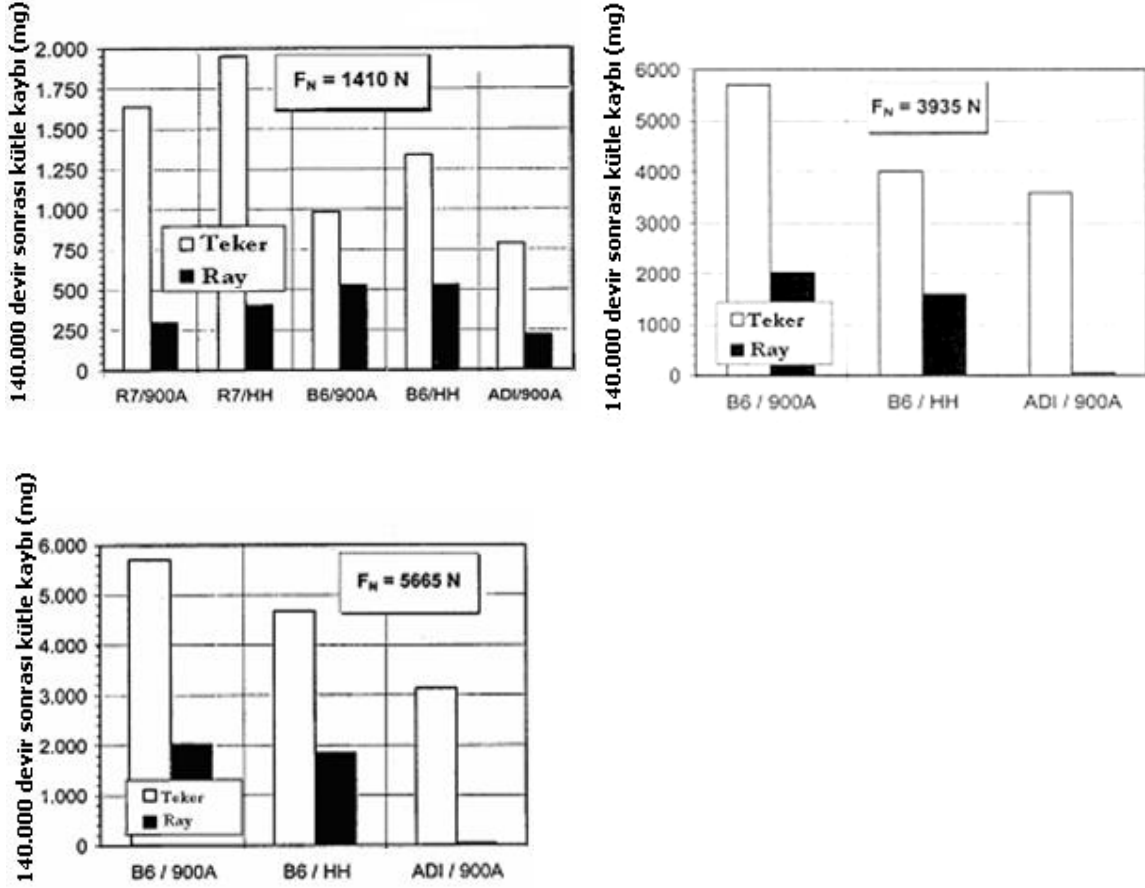 140.000 devir sonrası kütle kaybı (mg)
2.000
1.750
1.500
1.250
1.000
750
500
250
0
F_N = 1410 N
Teker
Ray
R7/900A R7/HH B6/900A B6/HH ADI/900A
140.000 devir sonrası kütle kaybı (mg)
6000
5000
4000
3000
2000
1000
0
F_N = 3935 N
Teker
Ray
B6 / 900A B6 / HH ADI / 900A
140.000 devir sonrası kütle kaybı (mg)
6.000
5.000
4.000
3.000
2.000
1.000
0
F_N = 5665 N
Teker
Ray
B6 / 900A B6 / HH ADI / 900A